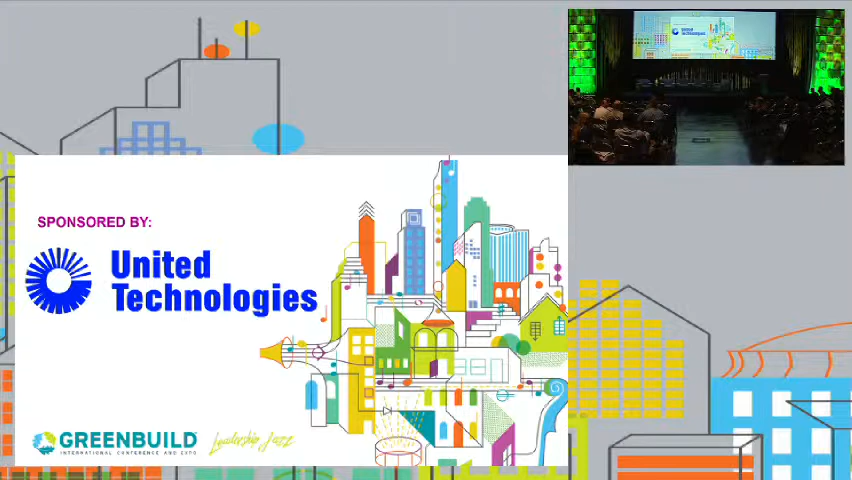 SPONSORED BY:
United
Technologies
GREENBUILD
INTERNATIONAL CONFERENCE AND EXPO
Leadership Jazz